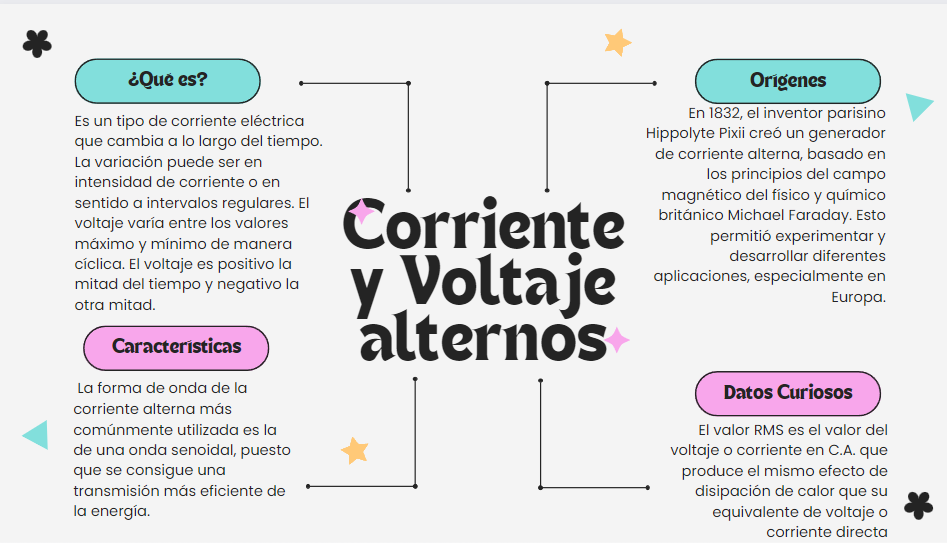 ¿Qué es?
Es un tipo de corriente eléctrica
que cambia a lo largo del tiempo.
La variación puede ser en
intensidad de corriente o en
sentido a intervalos regulares. El
voltaje varía entre los valores
máximo y mínimo de manera
cíclica. El voltaje es positivo la
mitad del tiempo y negativo la
otra mitad.
Orígenes
En 1832, el inventor parisino
Hippolyte Pixii creó un generador
de corriente alterna, basado en
los principios del campo
magnético del físico y químico
británico Michael Faraday. Esto
permitió experimentar y
desarrollar diferentes
aplicaciones, especialmente en
Europa.
Corriente
y Voltaje
alternos
Características
La forma de onda de la
corriente alterna más
comúnmente utilizada es la
de una onda senoidal, puesto
que se consigue una
transmisión más eficiente de
la energía.
Datos Curiosos
El valor RMS es el valor del
voltaje o corriente en C.A. que
produce el mismo efecto de
disipación de calor que su
equivalente de voltaje o
corriente directa